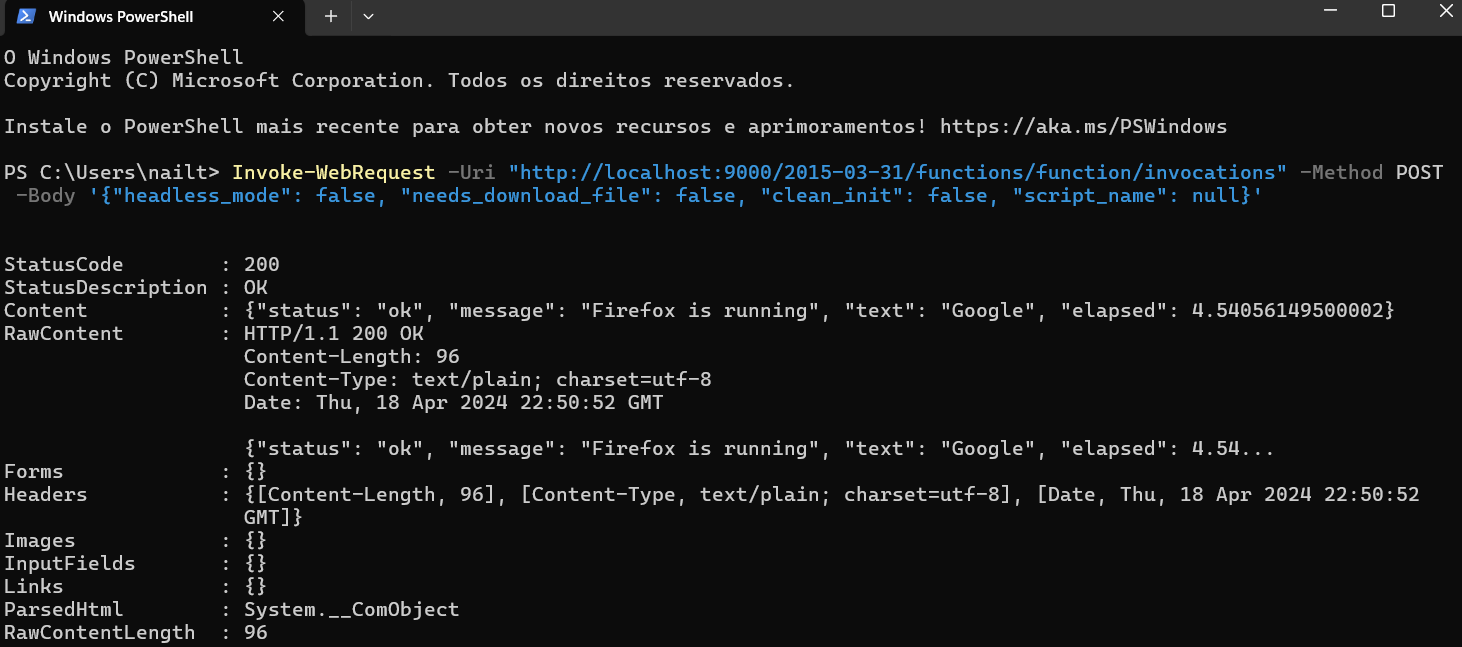 Windows PowerShell
O Windows PowerShell
Copyright (C) Microsoft Corporation. Todos os direitos reservados.
Instale o PowerShell mais recente para obter novos recursos e aprimoramentos! https://aka.ms/PSWindows
PS C:\Users\nailt> Invoke-WebRequest -Uri "http://localhost:9000/2015-03-31/functions/function/invocations" -Method POST
-Body '{"headless_mode": false, "needs_download_file": false, "clean_init": false, "script_name": null}'
StatusCode : 200
StatusDescription : OK
Content : {"status": "ok", "message": "Firefox is running", "text": "Google", "elapsed": 4.54056149500002}
RawContent : HTTP/1.1 200 OK
Content-Length: 96
Content-Type: text/plain; charset=utf-8
Date: Thu, 18 Apr 2024 22:50:52 GMT
{"status": "ok", "message": "Firefox is running", "text": "Google", "elapsed": 4.54...
Forms : {}
Headers : {[Content-Length, 96], [Content-Type, text/plain; charset=utf-8], [Date, Thu, 18 Apr 2024 22:50:52
GMT]}
Images : {}
InputFields : {}
Links : {}
ParsedHtml : System.__ComObject
RawContentLength : 96